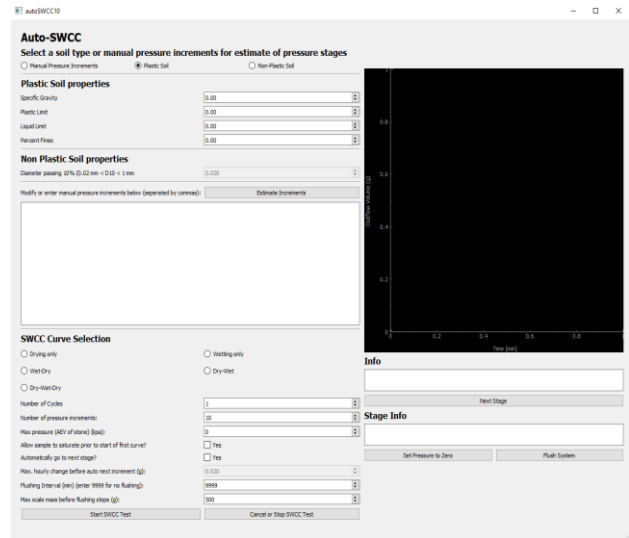 autoSWCC10
Auto-SWCC
Select a soil type or manual pressure increments for estimate of pressure stages
Manual Pressure Increments Plastic Soil Non-Plastic Soil
Plastic Soil properties
Specific Gravity 0.00
Plastic Limit 0.00
Liquid Limit 0.00
Percent Fines 0.00
Non Plastic Soil properties
Diameter passing 10% (0.02 mm < D10 < 1 mm 0.020
Modify or enter manual pressure increments below (seperated by commas): Estimate Increments
SWCC Curve Selection
Drying only Wetting only
Wet-Dry Dry-Wet
Dry-Wet-Dry
Number of Cycles 1
Number of pressure increments: 10
Max pressure (AEV of stone) (kpa): 0
Allow sample to saturate prior to start of first curve? Yes
Automatically go to next stage? Yes
Max. hourly change before auto next increment (g): 0.020
Flushing Interval (min) (enter 9999 for no flushing): 9999
Max scale mass before flushing stops (g): 500
Start SWCC Test Cancel or Stop SWCC Test
1
0.8
0.6
0.4
0.2
0
Outflow Volume (g)
0 0.2 0.4 0.6 0.8 1
Time (min)
Info
Next Stage
Stage Info
Set Pressure to Zero Flush System